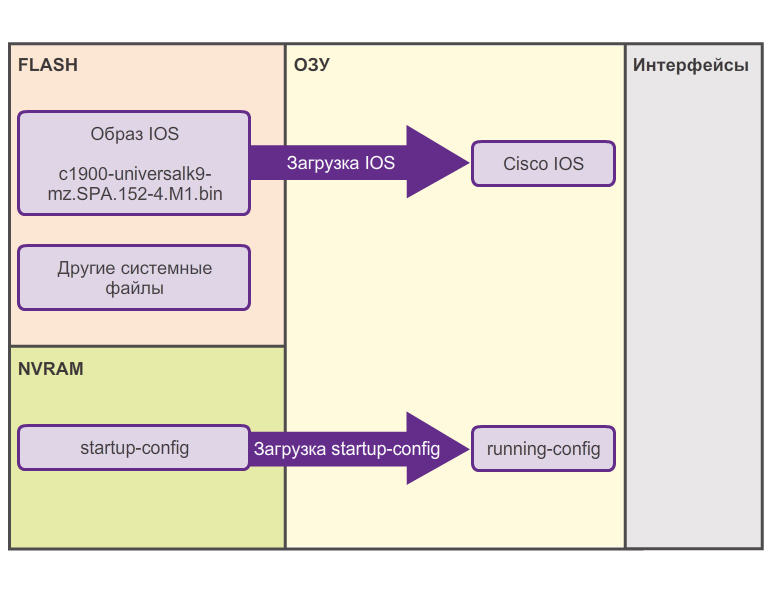 FLASH
ОЗУ
Интерфейсы
Образ IOS
c1900-universalk9-
mz.SPA.152-4.M1.bin
Загрузка IOS
Cisco IOS
Другие системные
файлы
NVRAM
startup-config
Загрузка startup-config
running-config